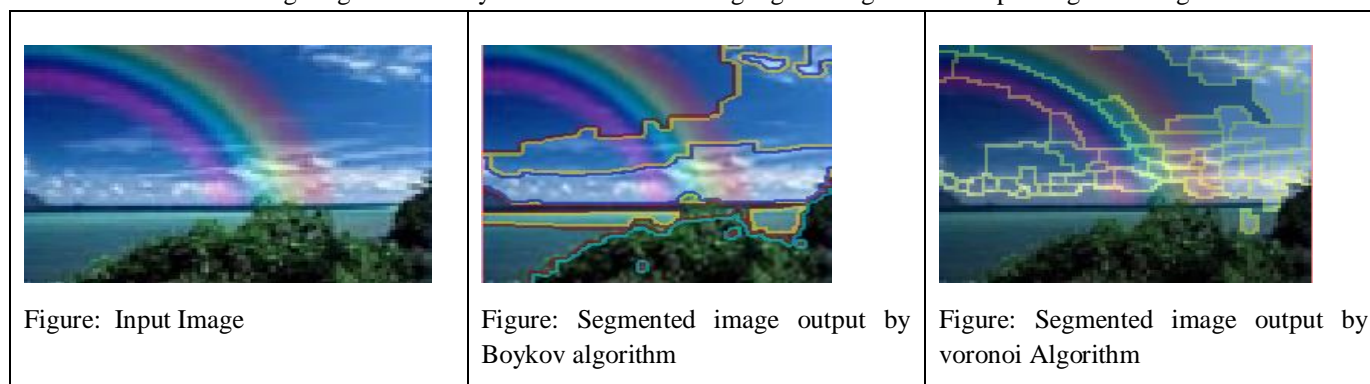 Figure: Input Image
Figure: Segmented image output by
Boykov algorithm
Figure: Segmented image output by
voronoi Algorithm